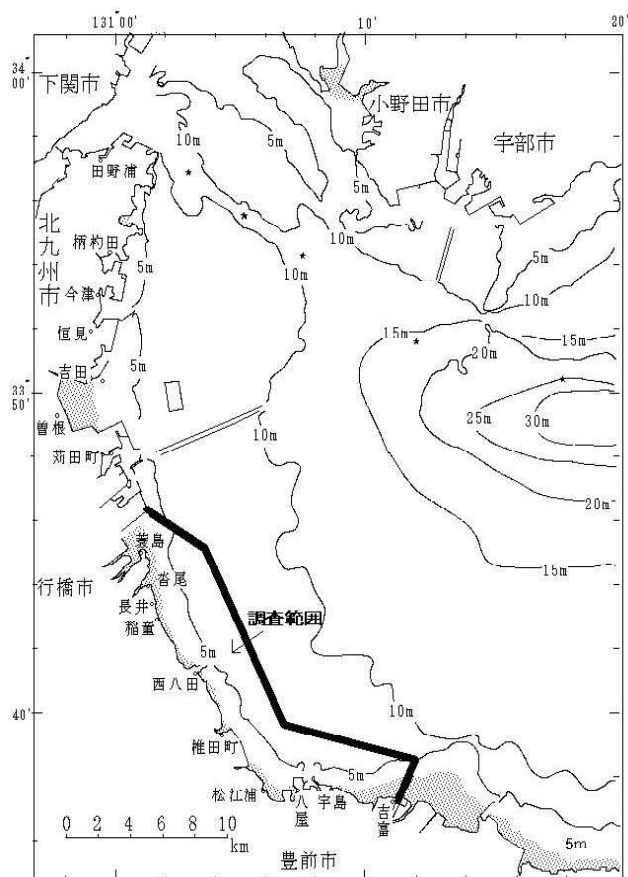 131 00'
10'
20'
34
00'
下関市
小野田市
宇部市
10m
5m
5m
田野浦
北九州市
柄杓田
5m
10m
10m
5m
10m
今津
恒見
15m
20m
15m
5m
吉田
33
50'
曽根
10m
25m
30m
苅田町
20m
蓑島
15m
行橋市
沓尾
長井
稲童
調査範囲
5m
西八田
40'
10m
椎田町
5m
松江浦
八屋
宇島
吉富
0 2 4 6 8 10
km
5m
豊前市